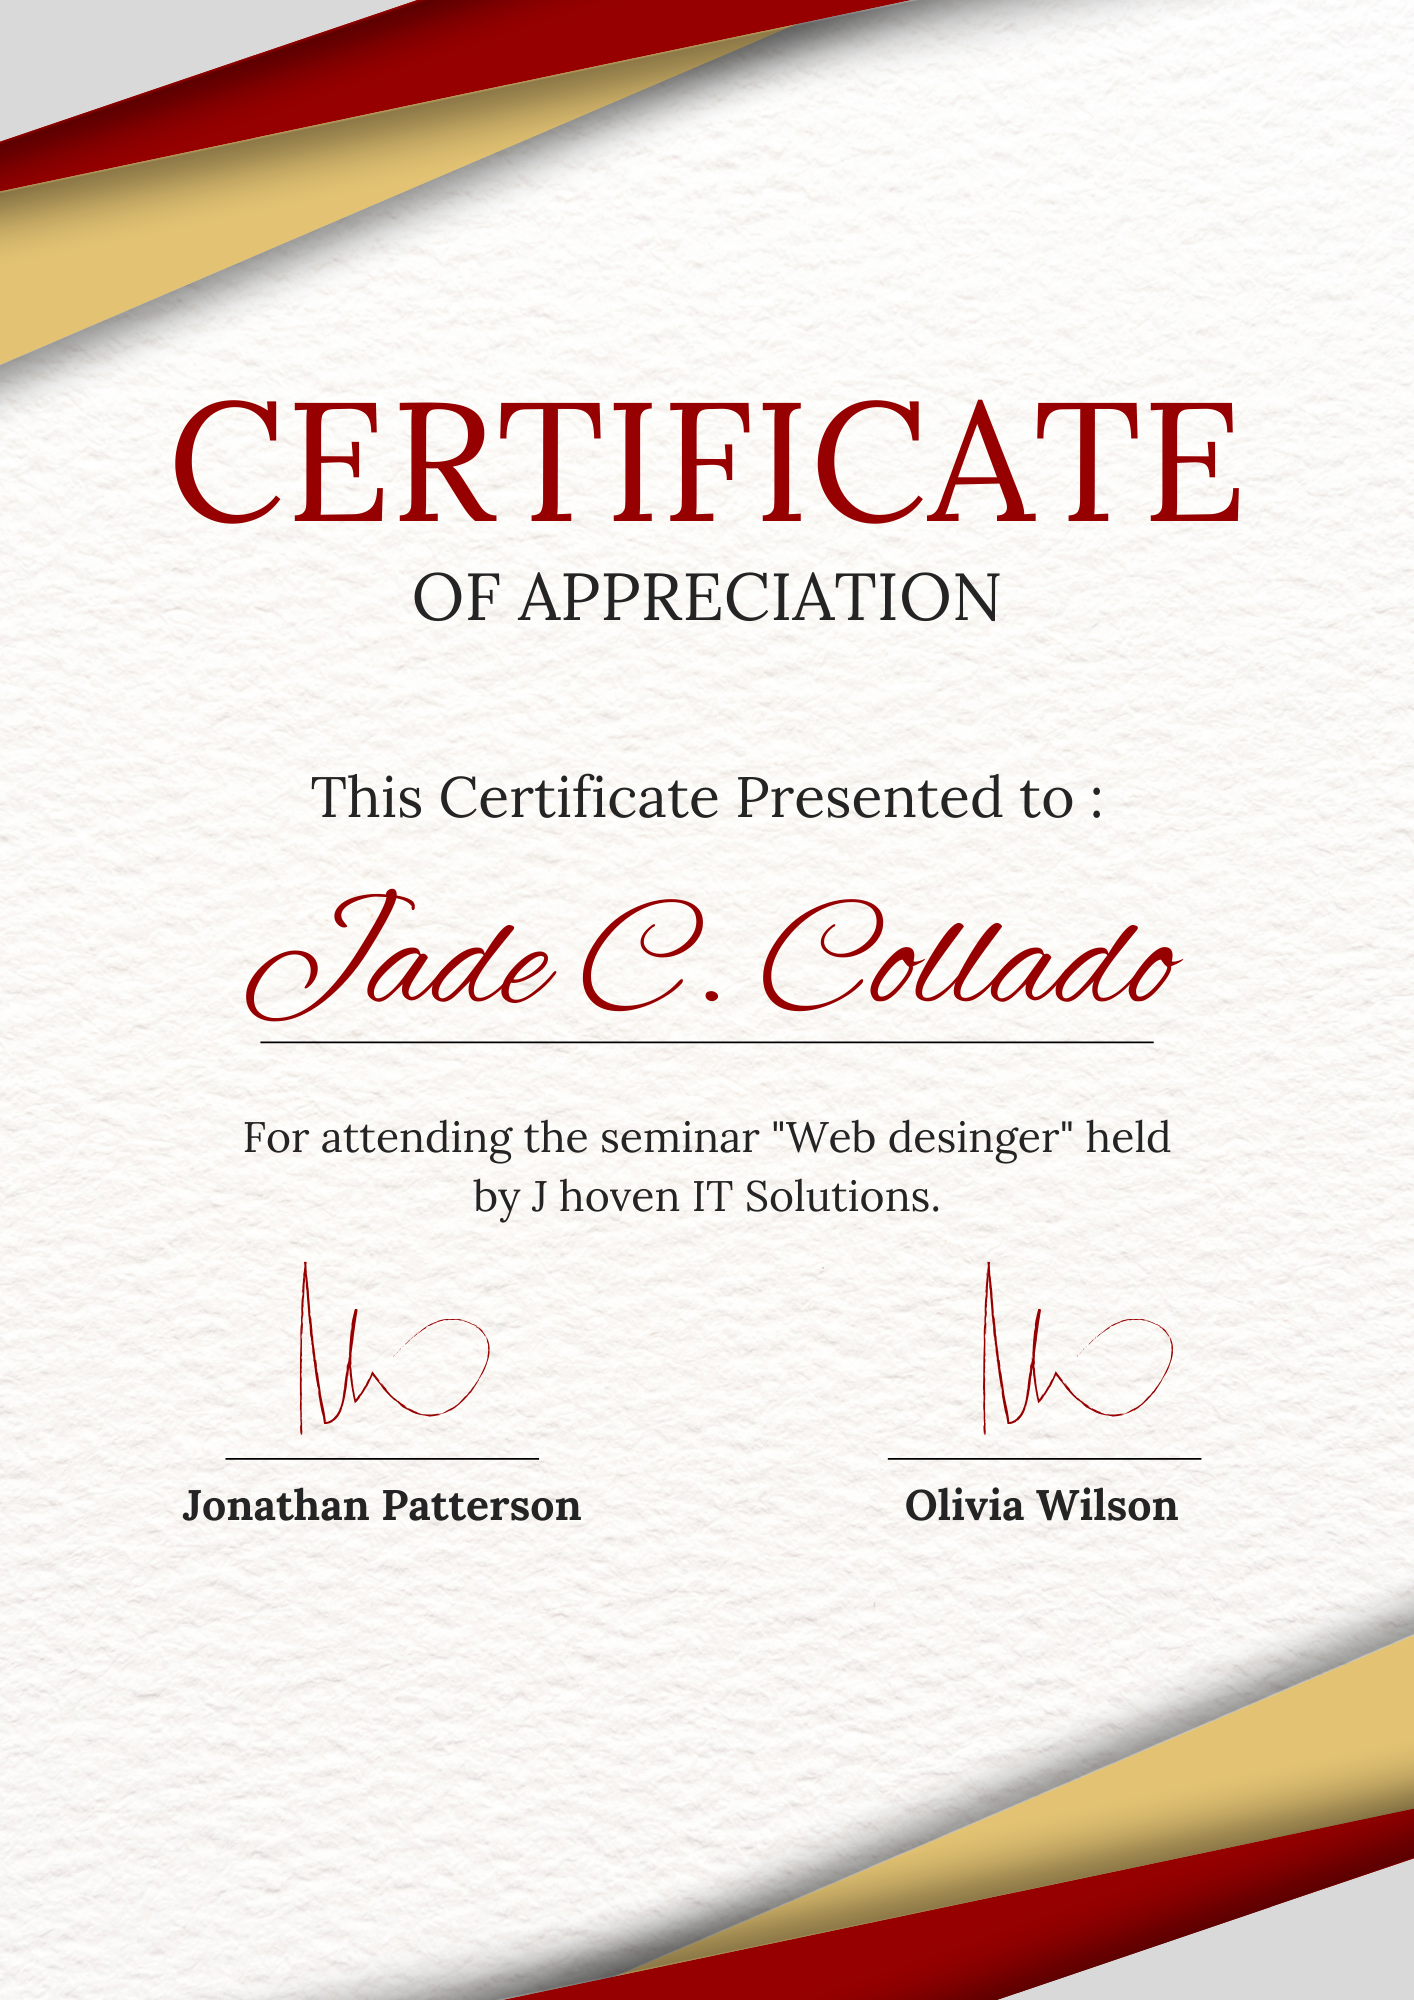 CERTIFICATE
OF APPRECIATION
This Certificate Presented to :
Jade C. Collado
For attending the seminar "Web desinger" held
by J hoven IT Solutions.
Jonathan Patterson
Olivia Wilson